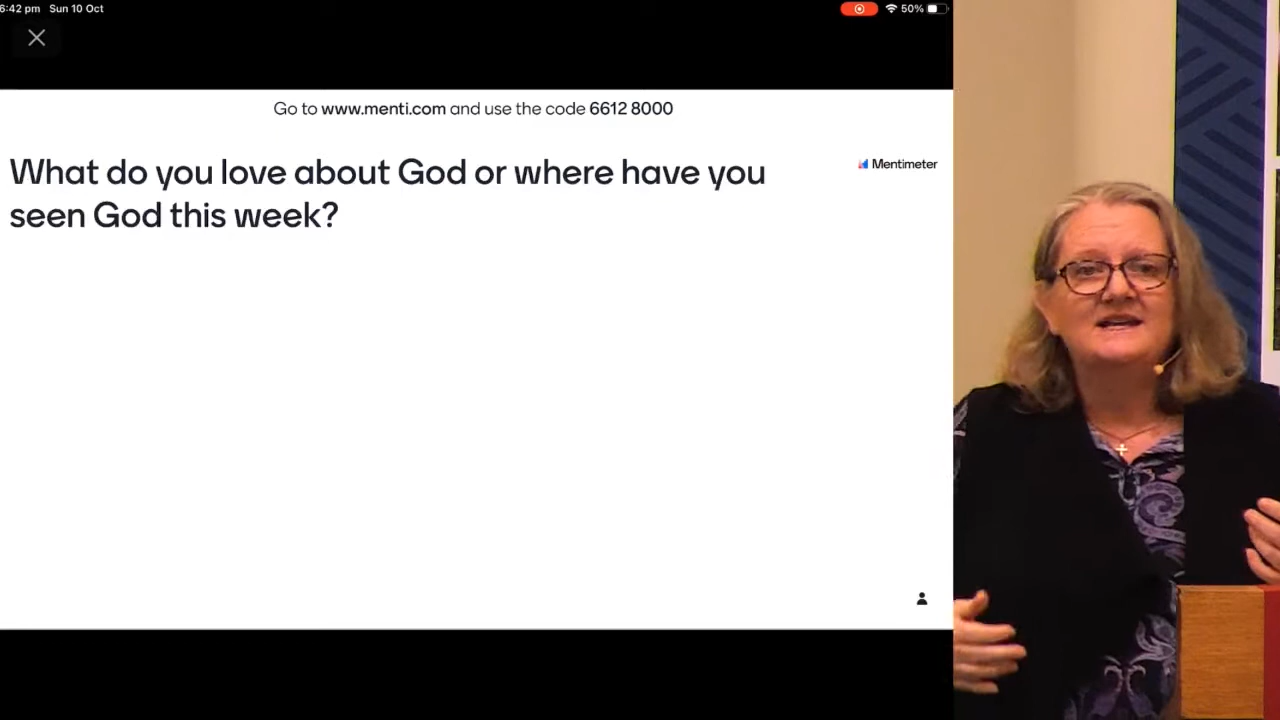 6:42 pm Sun 10 Oct
50%
Go to www.menti.com and use the code 6612 8000
What do you love about God or where have you
Mentimeter
seen God this week?